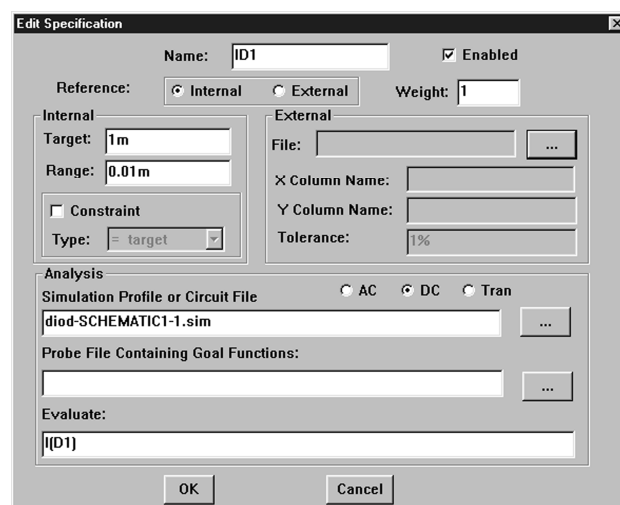 Edit Specification
Name: ID1 Enabled
Reference: Internal External Weight: 1
Internal
Target: 1m
Range: 0.01m
Constraint
Type: = target
External
File: ...
X Column Name:
Y Column Name:
Tolerance: 1%
Analysis
Simulation Profile or Circuit File AC DC Tran
diod-SCHEMATIC1-1.sim ...
Probe File Containing Goal Functions:
...
Evaluate:
I(D1)
OK Cancel